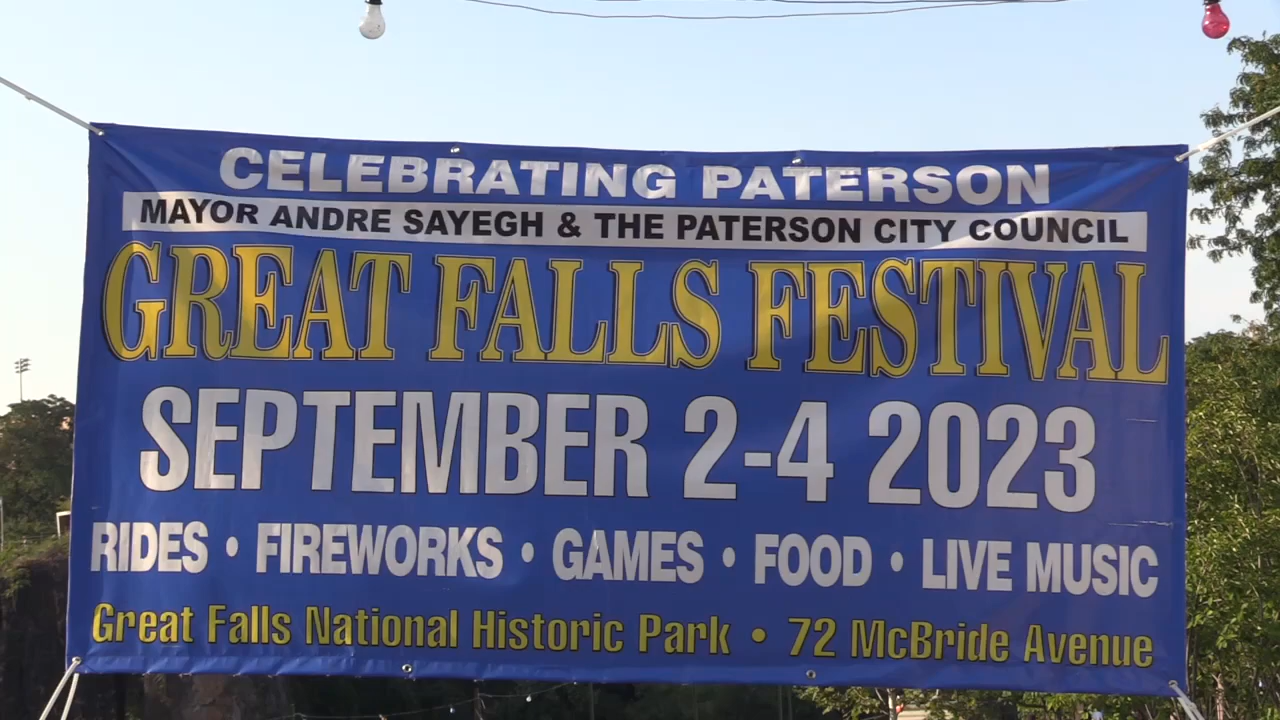 CELEBRATING PATERSON
MAYOR ANDRE SAYEGH & THE PATERSON CITY COUNCIL
GREAT FALLS FESTIVAL
SEPTEMBER 2-4 2023
RIDES • FIREWORKS • GAMES • FOOD • LIVE MUSIC
Great Falls National Historic Park • 72 McBride Avenue